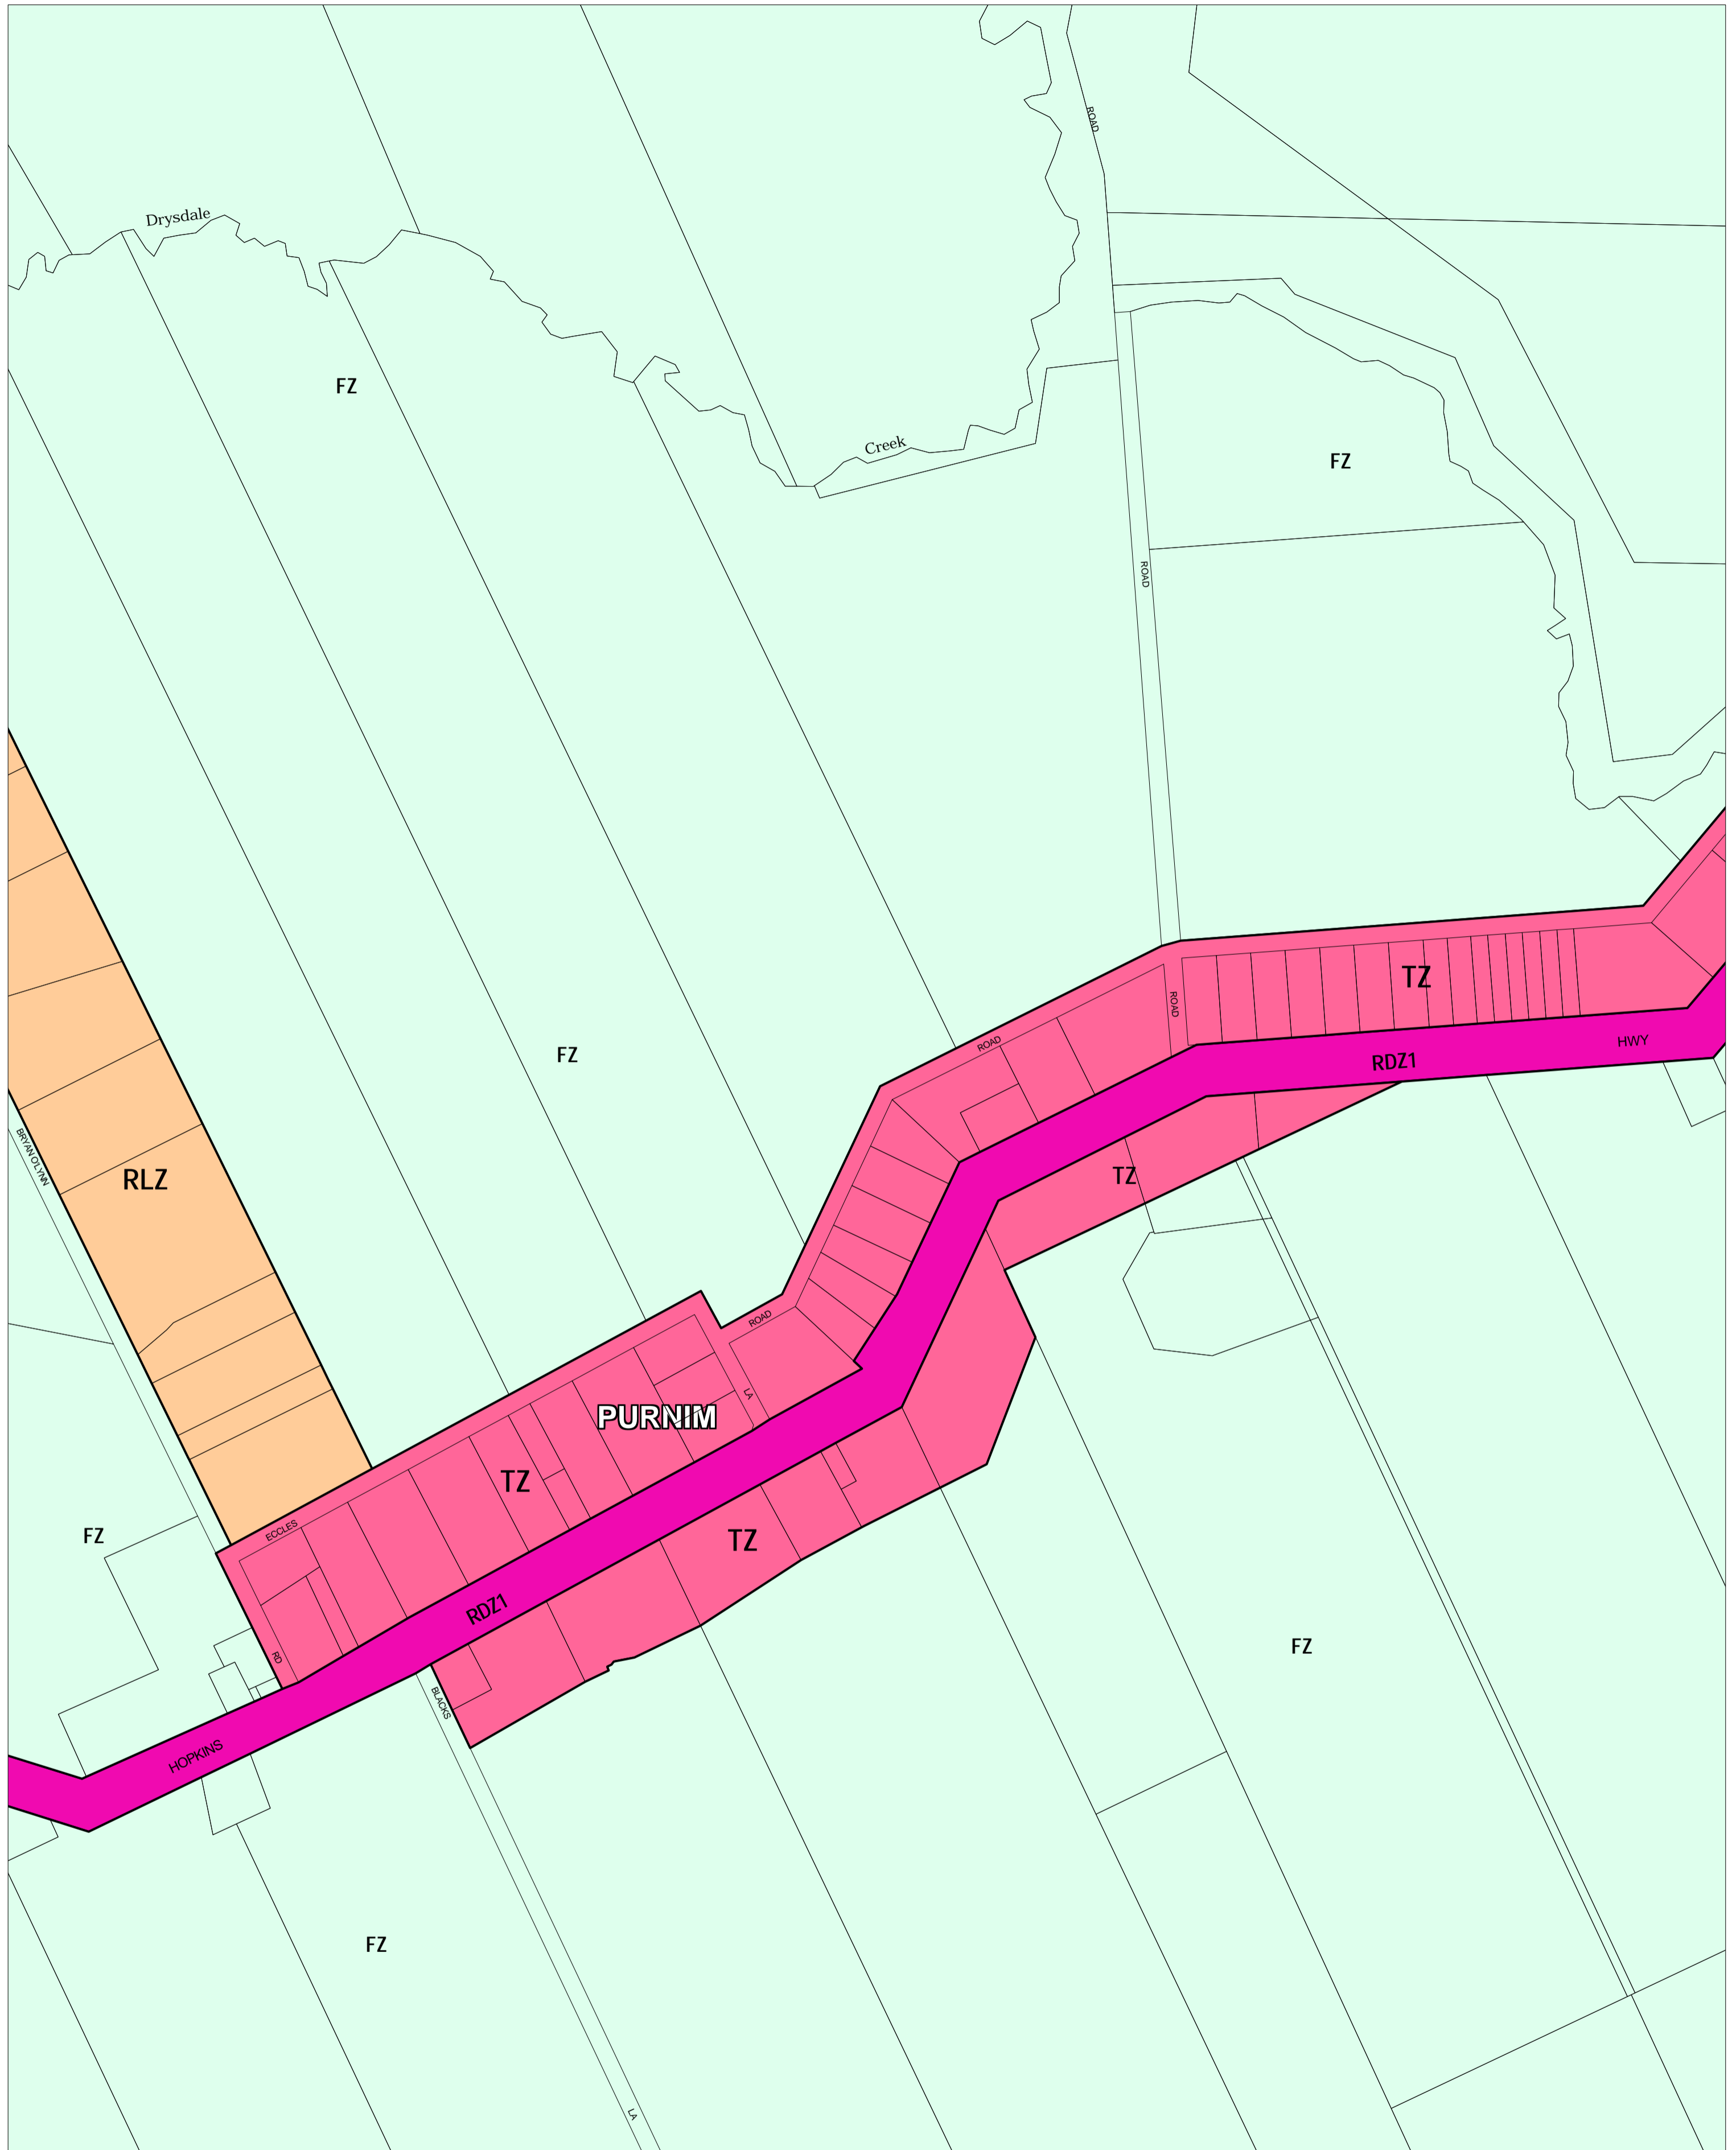 ROAD
Drysdale
FZ
Creek
FZ
ROAD
TZ
ROAD
HWY
ROAD
RDZ1
FZ
BRYAN O'LYNN
RLZ
TZ
ROAD
LA
PURNIM
TZ
ECCLES
FZ
TZ
RDZ1
FZ
RD
BLACKS
HOPKINS
FZ
LA